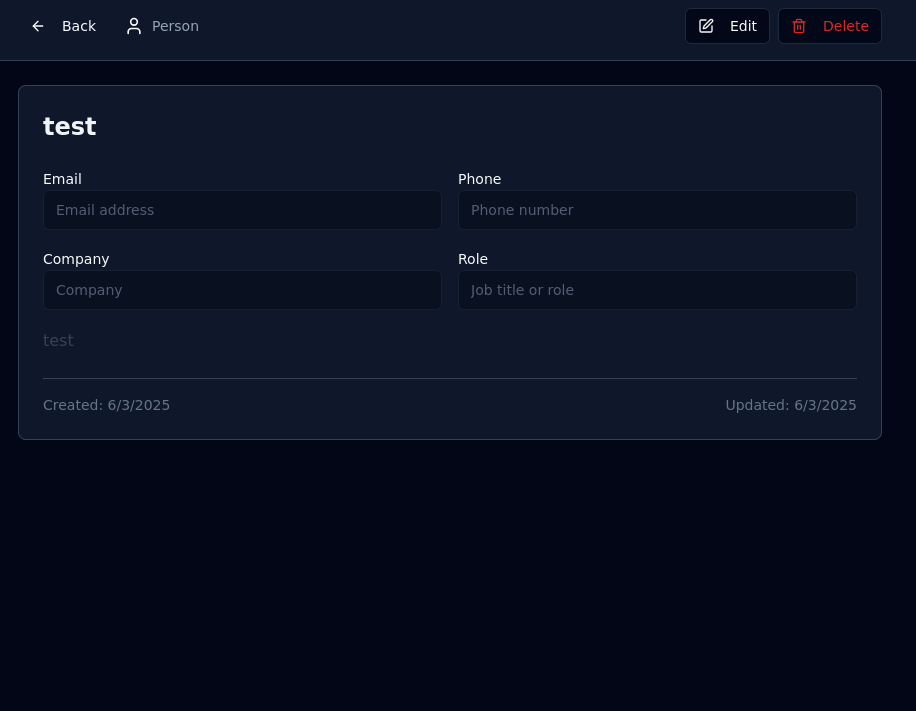 Back Person Edit Delete
test
Email Phone
Email address Phone number
Company Role
Company Job title or role
test
Created: 6/3/2025 Updated: 6/3/2025